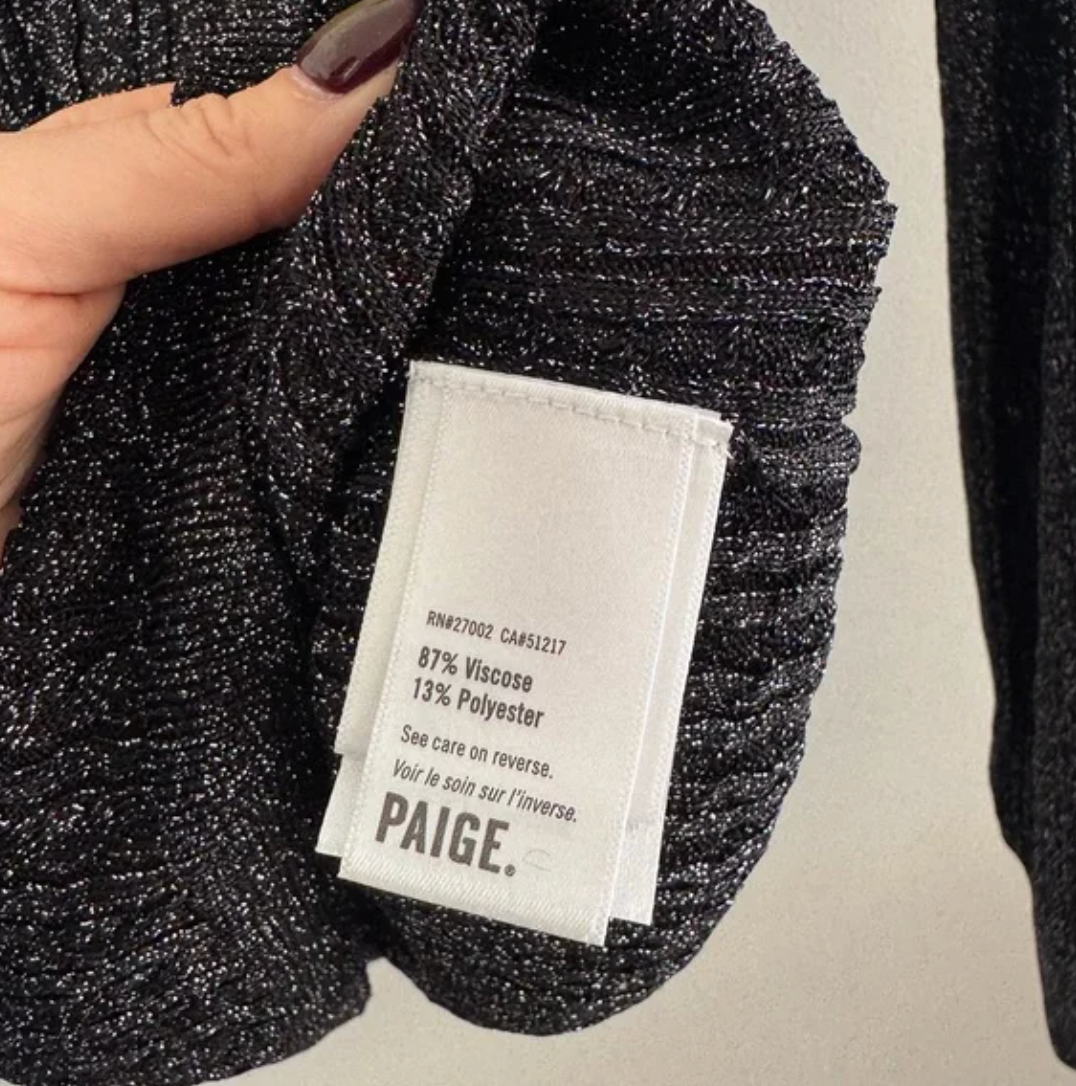 RN#27002 CA#51217
87% Viscose
13% Polyester
See care on reverse.
Voir le soin sur l'inverse.
PAIGE.®